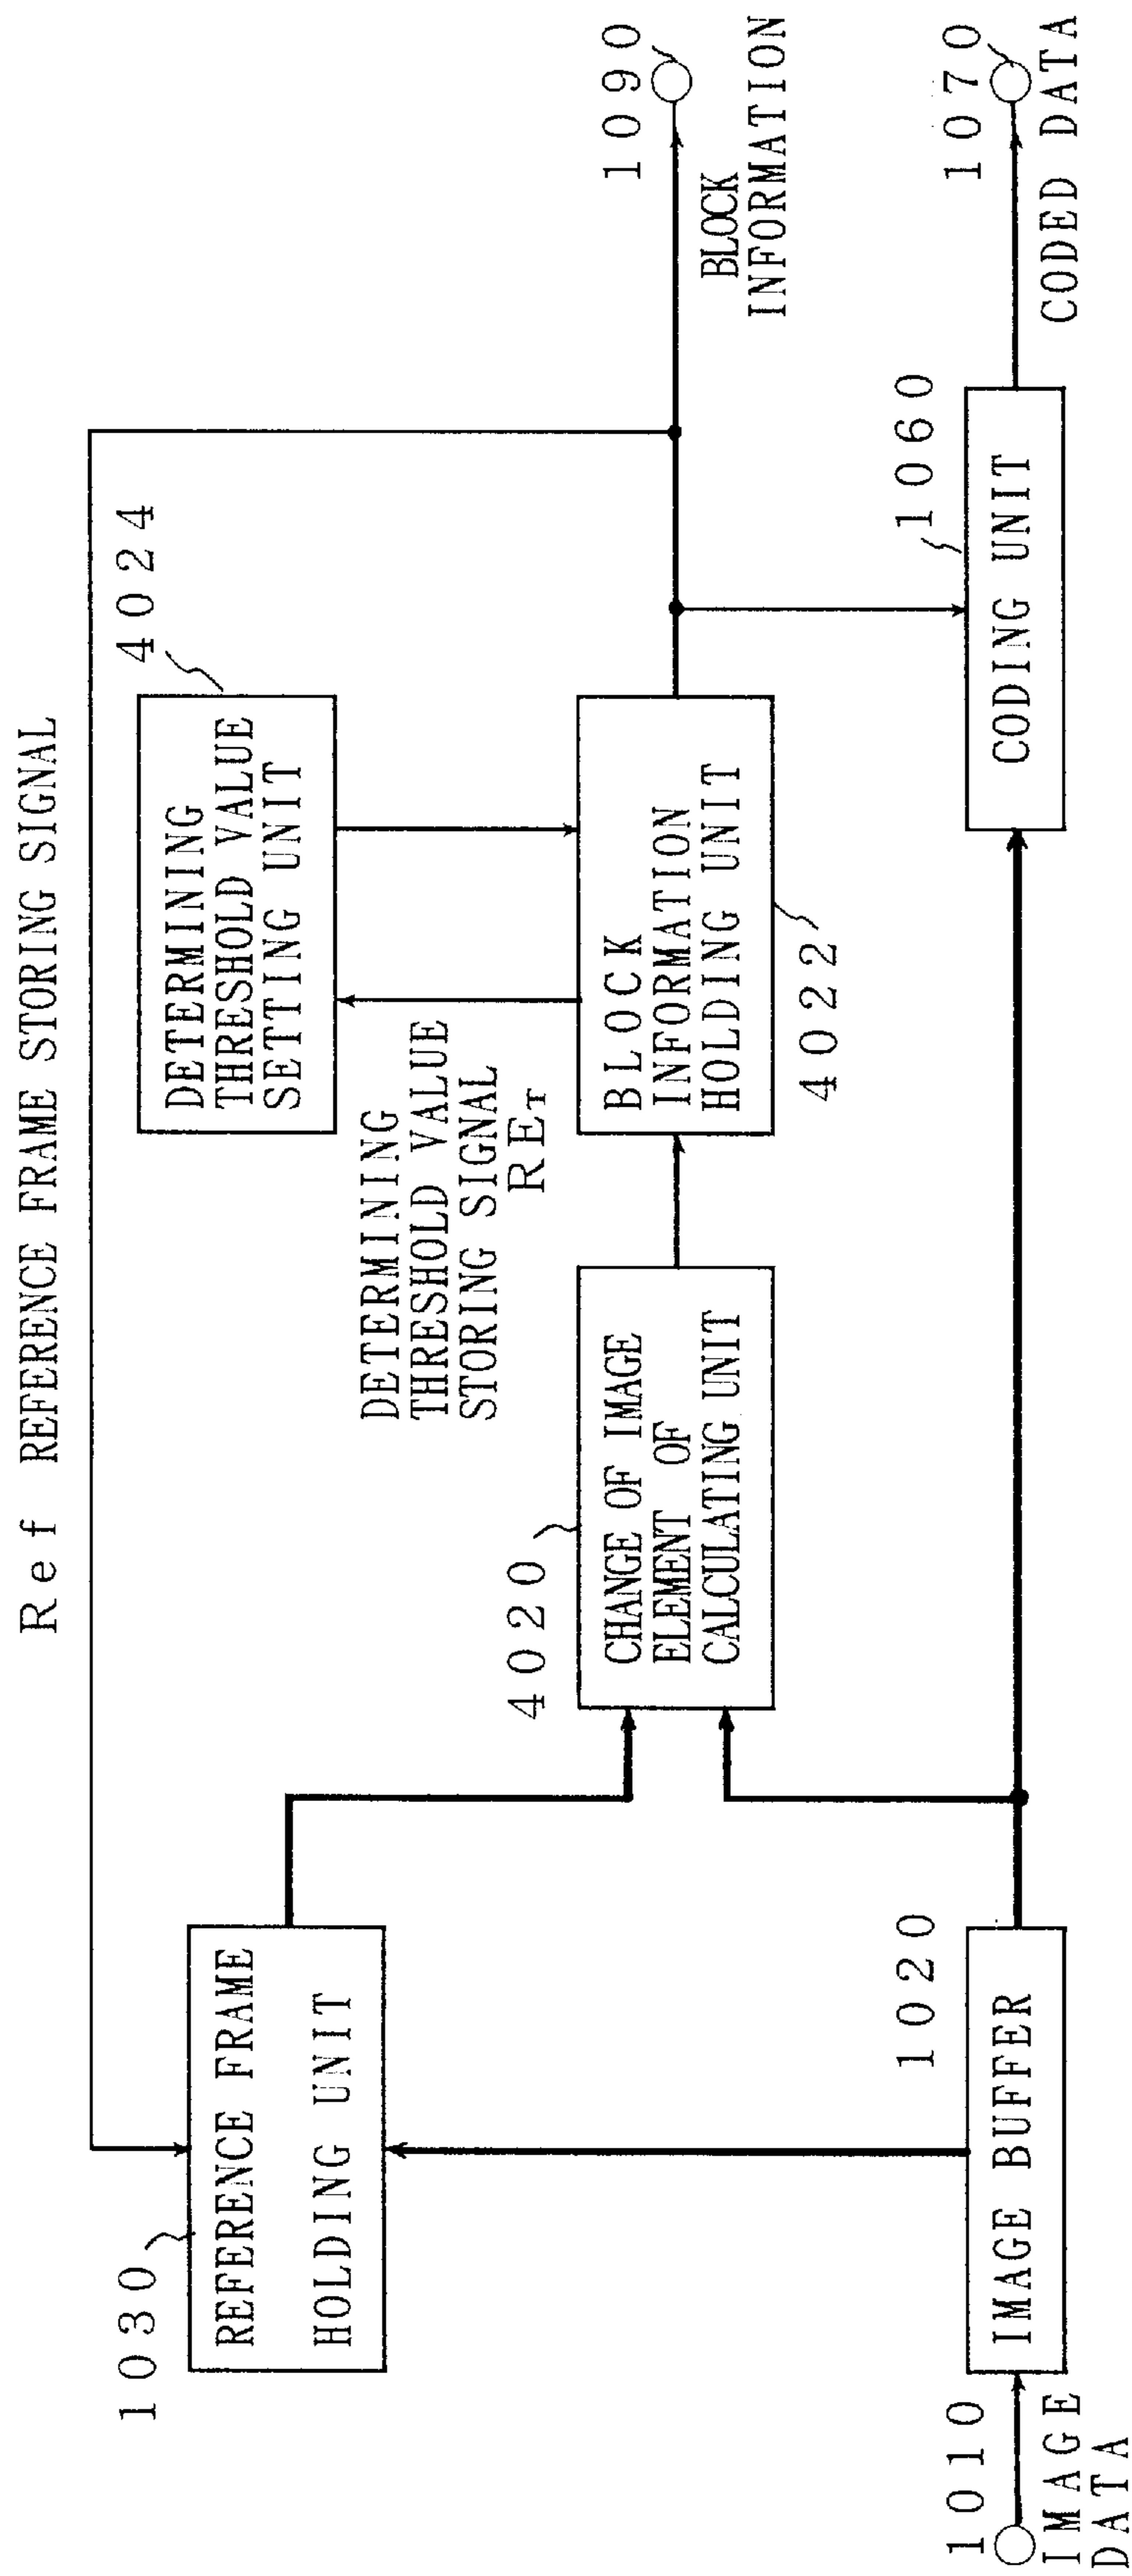 Ref REFERENCE FRAME STORING SIGNAL
1030
REFERENCE FRAME
HOLDING UNIT
4024
DETERMINING
THRESHOLD VALUE
SETTING UNIT
DETERMINING
THRESHOLD VALUE
STORING SIGNAL
RET
4020
CHANGE OF IMAGE
ELEMENT OF
CALCULATING UNIT
BLOCK
INFORMATION
HOLDING UNIT
4022
1090
BLOCK
INFORMATION
1010
IMAGE
DATA
1020
IMAGE BUFFER
1060
CODING UNIT
1070
CODED DATA